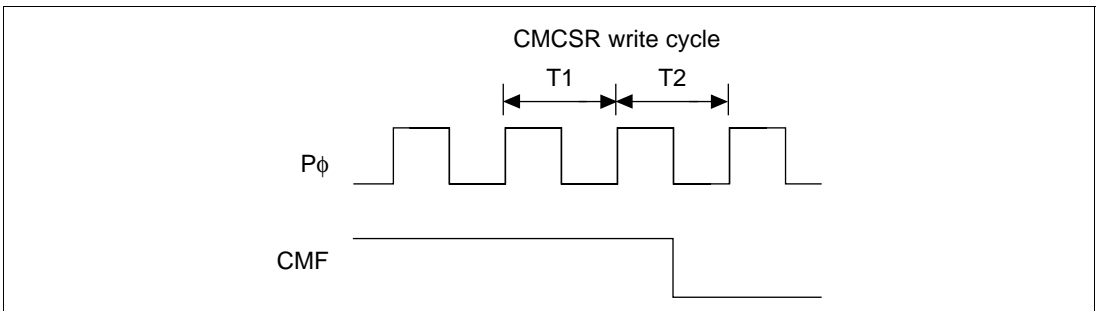 CMCSR write cycle
T1 T2
Pϕ
CMF